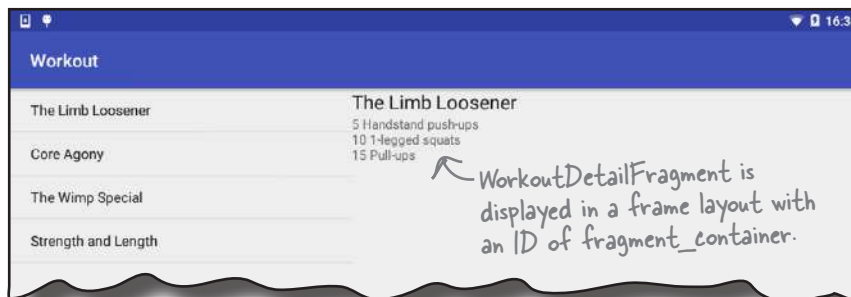 16:3
Workout
The Limb Loosener
Core Agony
The Wimp Special
Strength and Length
The Limb Loosener
5 Handstand push-ups
10 1-legged squats
15 Pull-ups
WorkoutDetailFragment is
displayed in a frame layout with
an ID of fragment_container.